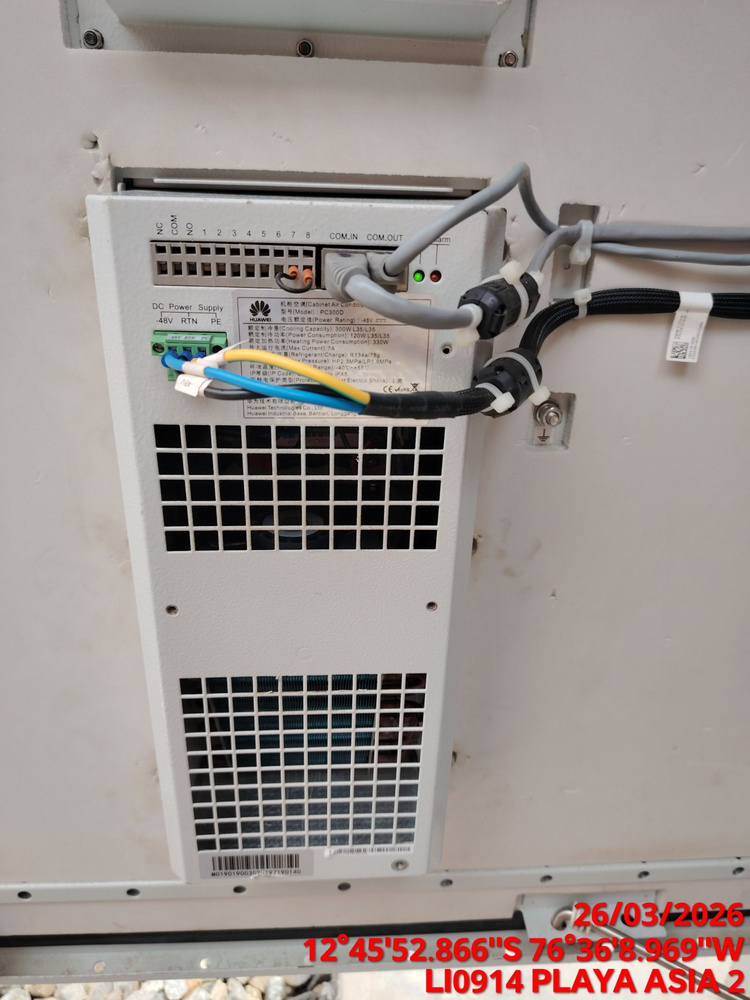 NC COM NO 1 2 3 4 5 6 7 8 COM_IN COM_OUT
DC Power Supply
-48V RTN PE
-48V RTN PE
-48V
HUAWEI
机柜空调(Cabinet Air
型号(Model) : PC300D
电压额定值(Power Rating) : -48V
额定制冷量(Cooling Capacity): 300W L35/L35
额定制冷功率(Power Consumption): 120W L35/L35
额定加热功率(Heating Power Consumption): 330W
最大运行电流(Max Current): 7A
(Refrigerant/Charge): R134a/78g
Pressure): HP2.3MPa/LP1.6MPa
环境温度 Range): -40℃~+55℃
IP等级(IP Code): IPX5
Electric Shock): I 类
CE RoHS
华为技术有限公司
Huawei Technologies Co., Ltd.
Huawei Industrial Base, Bantian, Longgang
600V
26/03/2026
12°45'52.866"S 76°36'8.969"W
LI0914 PLAYA ASIA 2